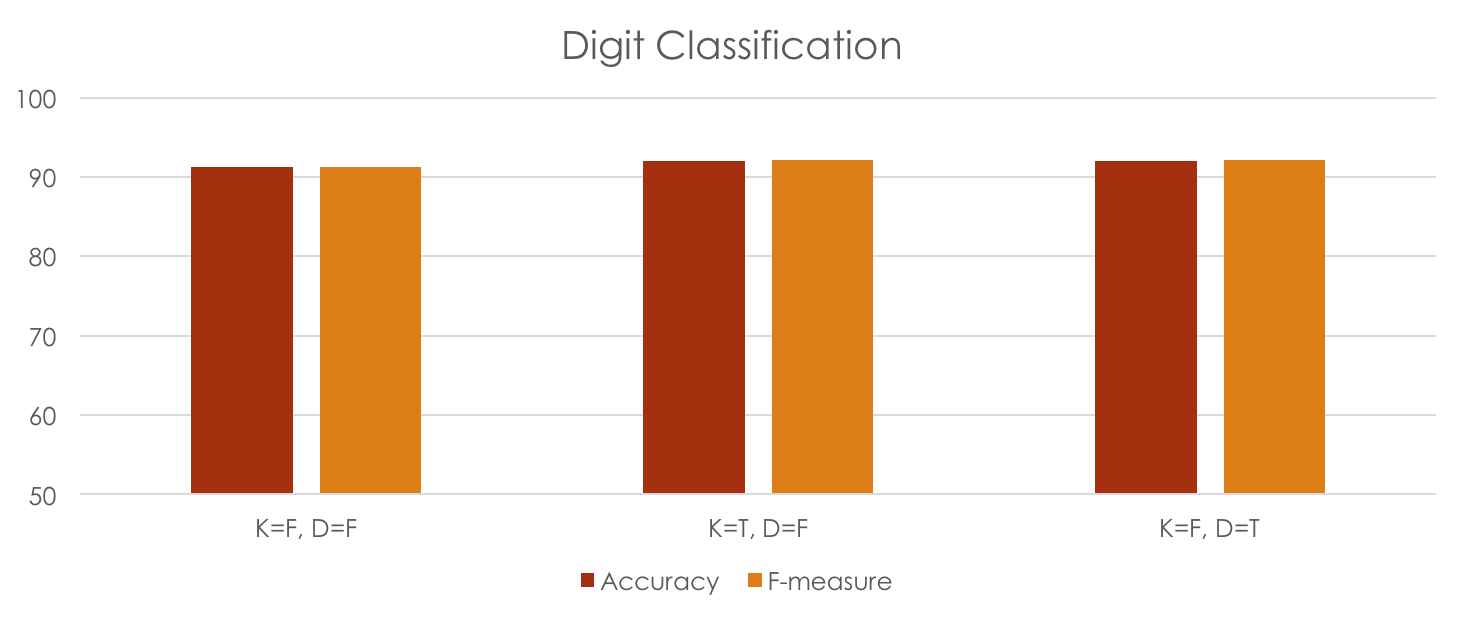 Digit Classification
100
90
80
70
60
50
K=F, D=F
K=T, D=F
K=F, D=T
Accuracy
F-measure